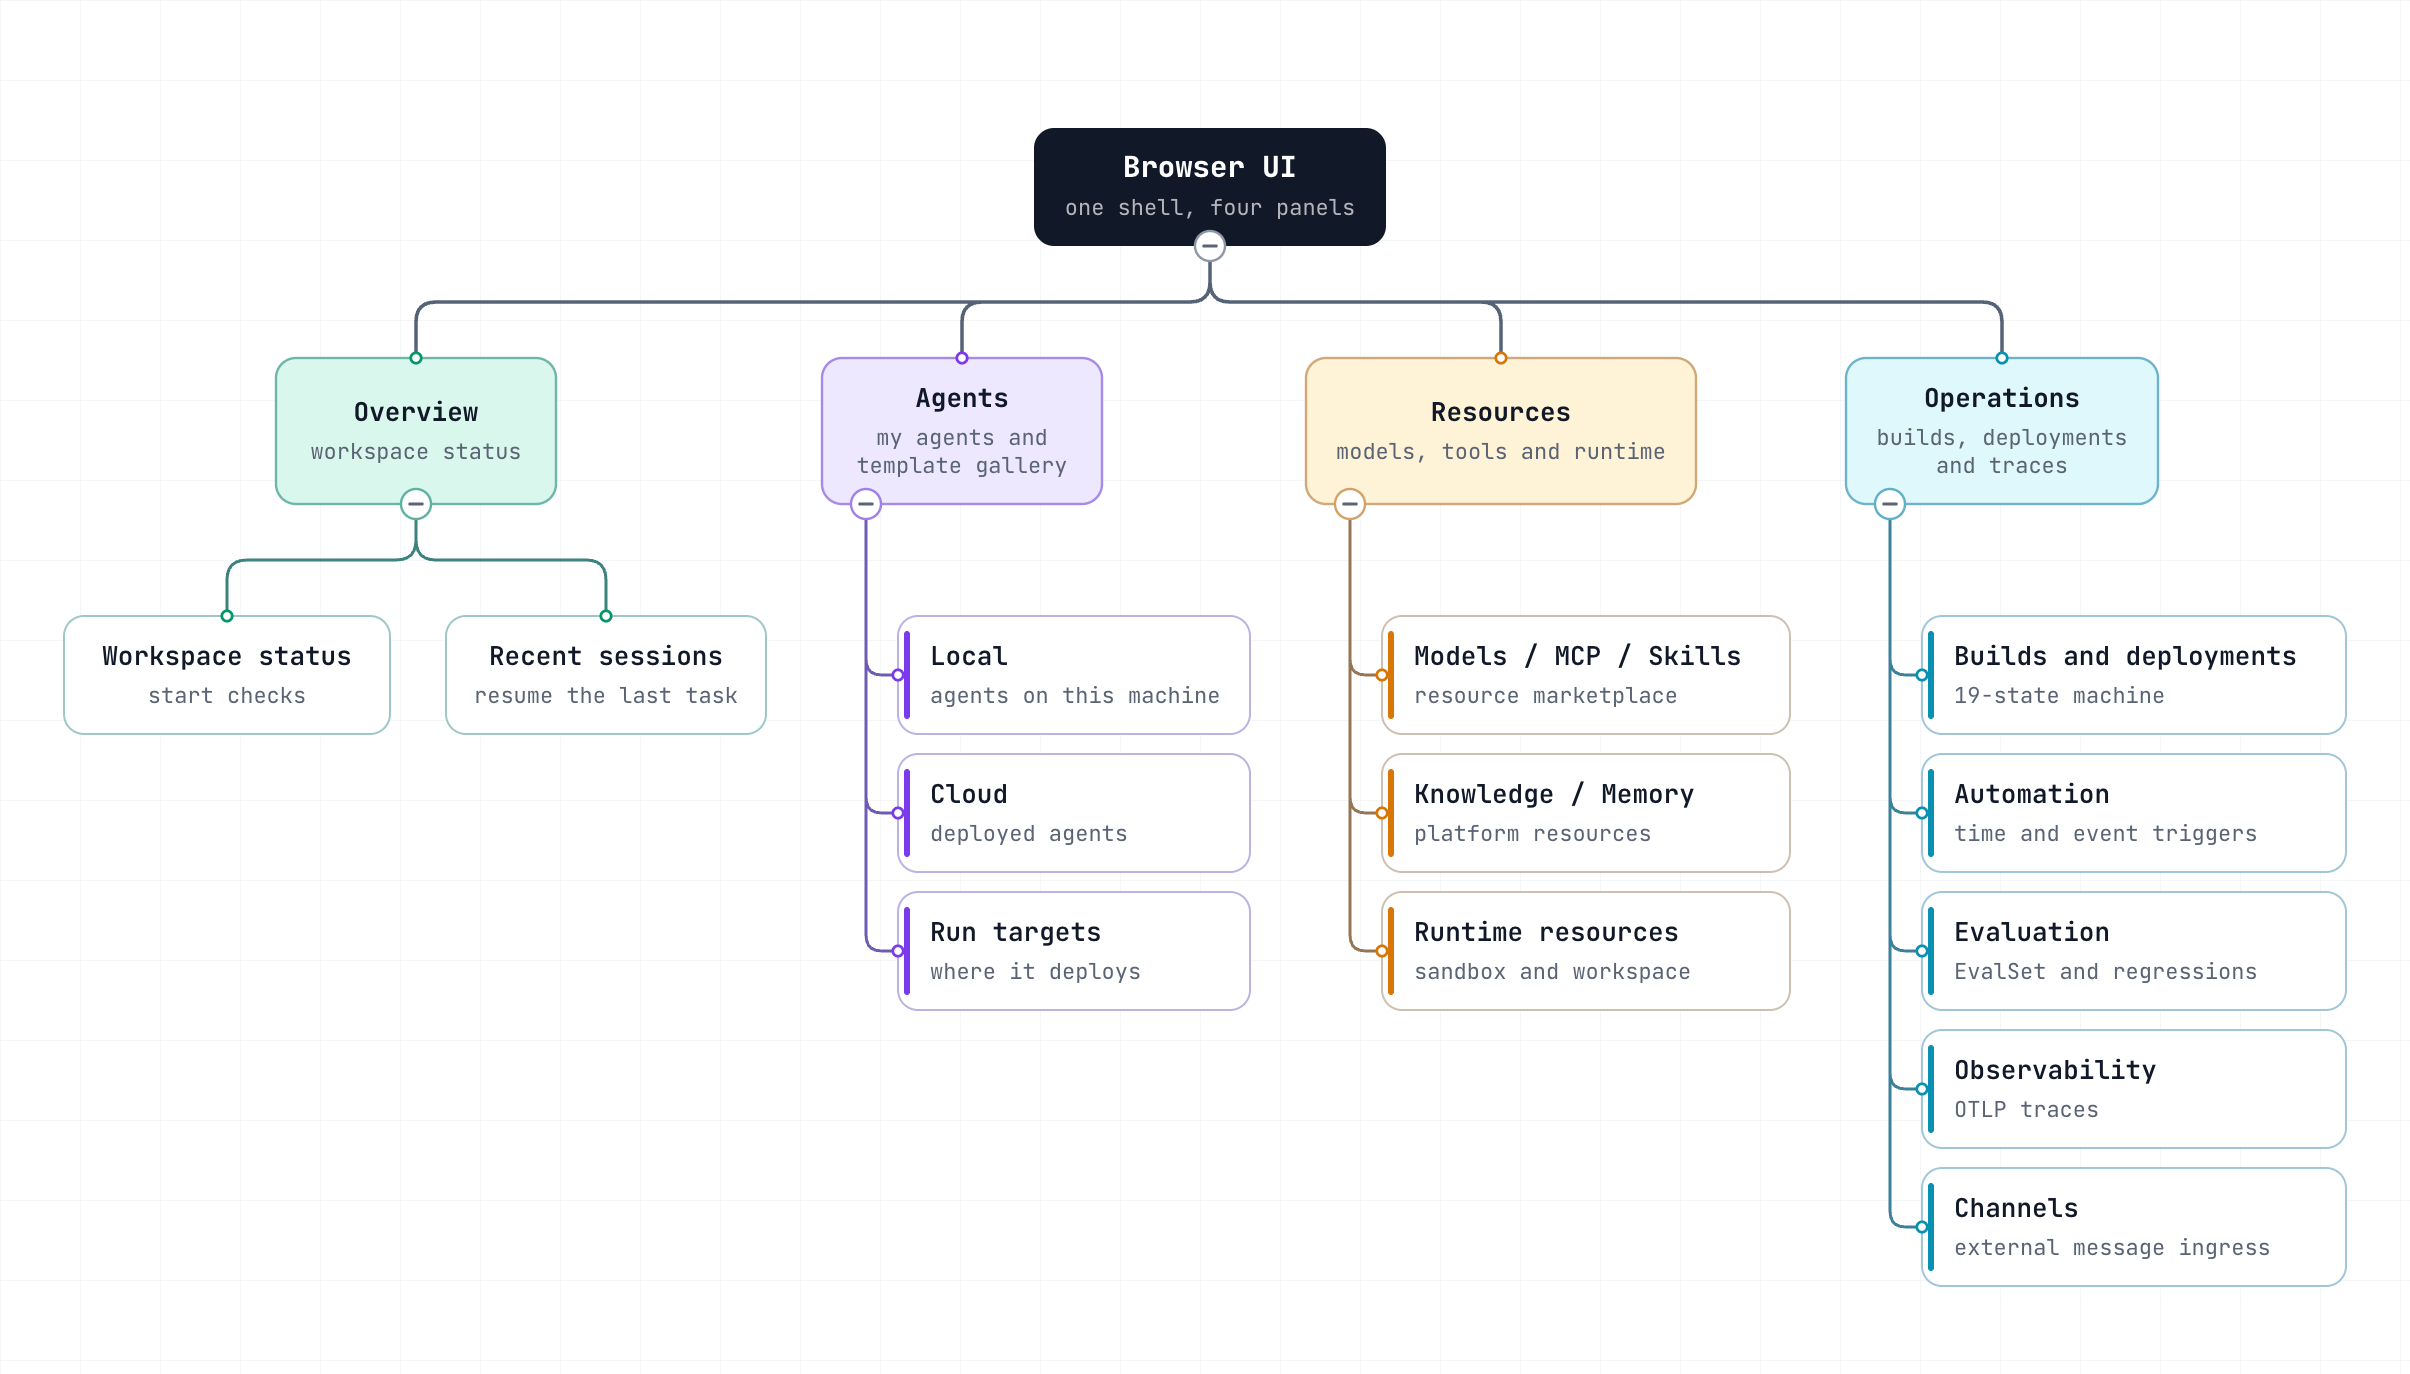 Browser UI
one shell, four panels
Overview
workspace status
Agents
my agents and
template gallery
Resources
models, tools and runtime
Operations
builds, deployments
and traces
Workspace status
start checks
Recent sessions
resume the last task
Local
agents on this machine
Cloud
deployed agents
Run targets
where it deploys
Models / MCP / Skills
resource marketplace
Knowledge / Memory
platform resources
Runtime resources
sandbox and workspace
Builds and deployments
19-state machine
Automation
time and event triggers
Evaluation
EvalSet and regressions
Observability
OTLP traces
Channels
external message ingress